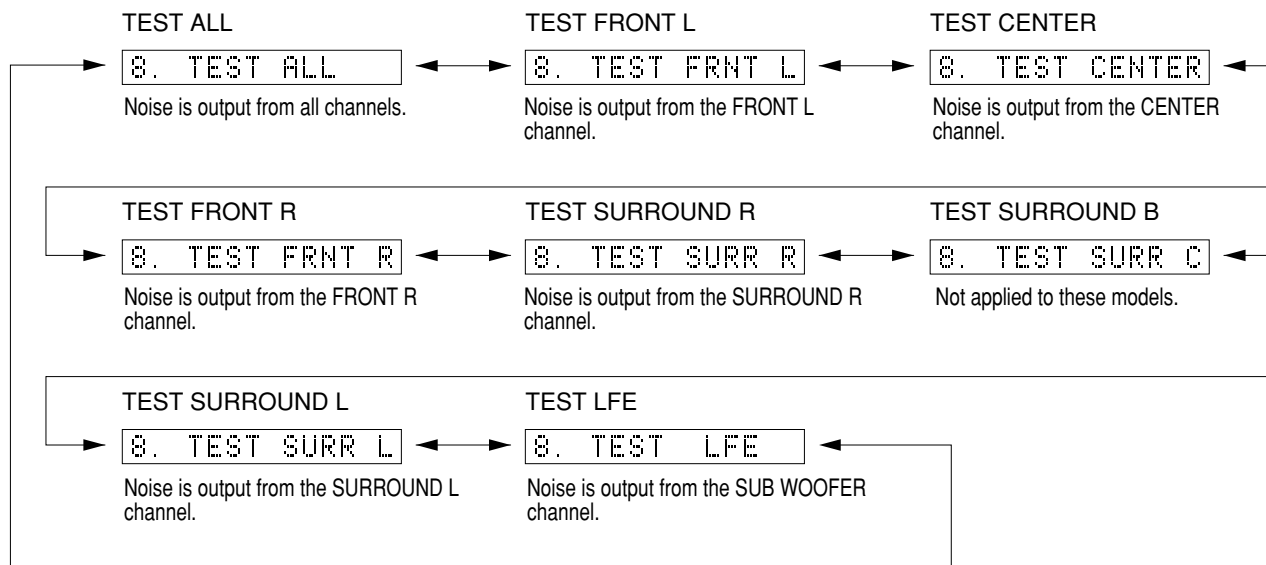 TEST ALL
8. TEST ALL
Noise is output from all channels.
TEST FRONT L
8. TEST FRNT L
Noise is output from the FRONT L
channel.
TEST CENTER
8. TEST CENTER
Noise is output from the CENTER
channel.
TEST FRONT R
8. TEST FRNT R
Noise is output from the FRONT R
channel.
TEST SURROUND R
8. TEST SURR R
Noise is output from the SURROUND R
channel.
TEST SURROUND B
8. TEST SURR C
Not applied to these models.
TEST SURROUND L
8. TEST SURR L
Noise is output from the SURROUND L
channel.
TEST LFE
8. TEST LFE
Noise is output from the SUB WOOFER
channel.